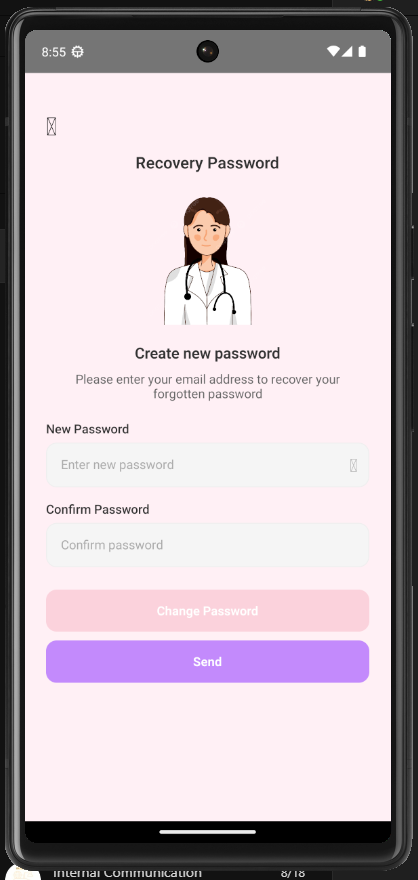 8:55
Recovery Password
Create new password
Please enter your email address to recover your
forgotten password
New Password
Enter new password
Confirm Password
Confirm password
Change Password
Send
Internal Communication 8/18